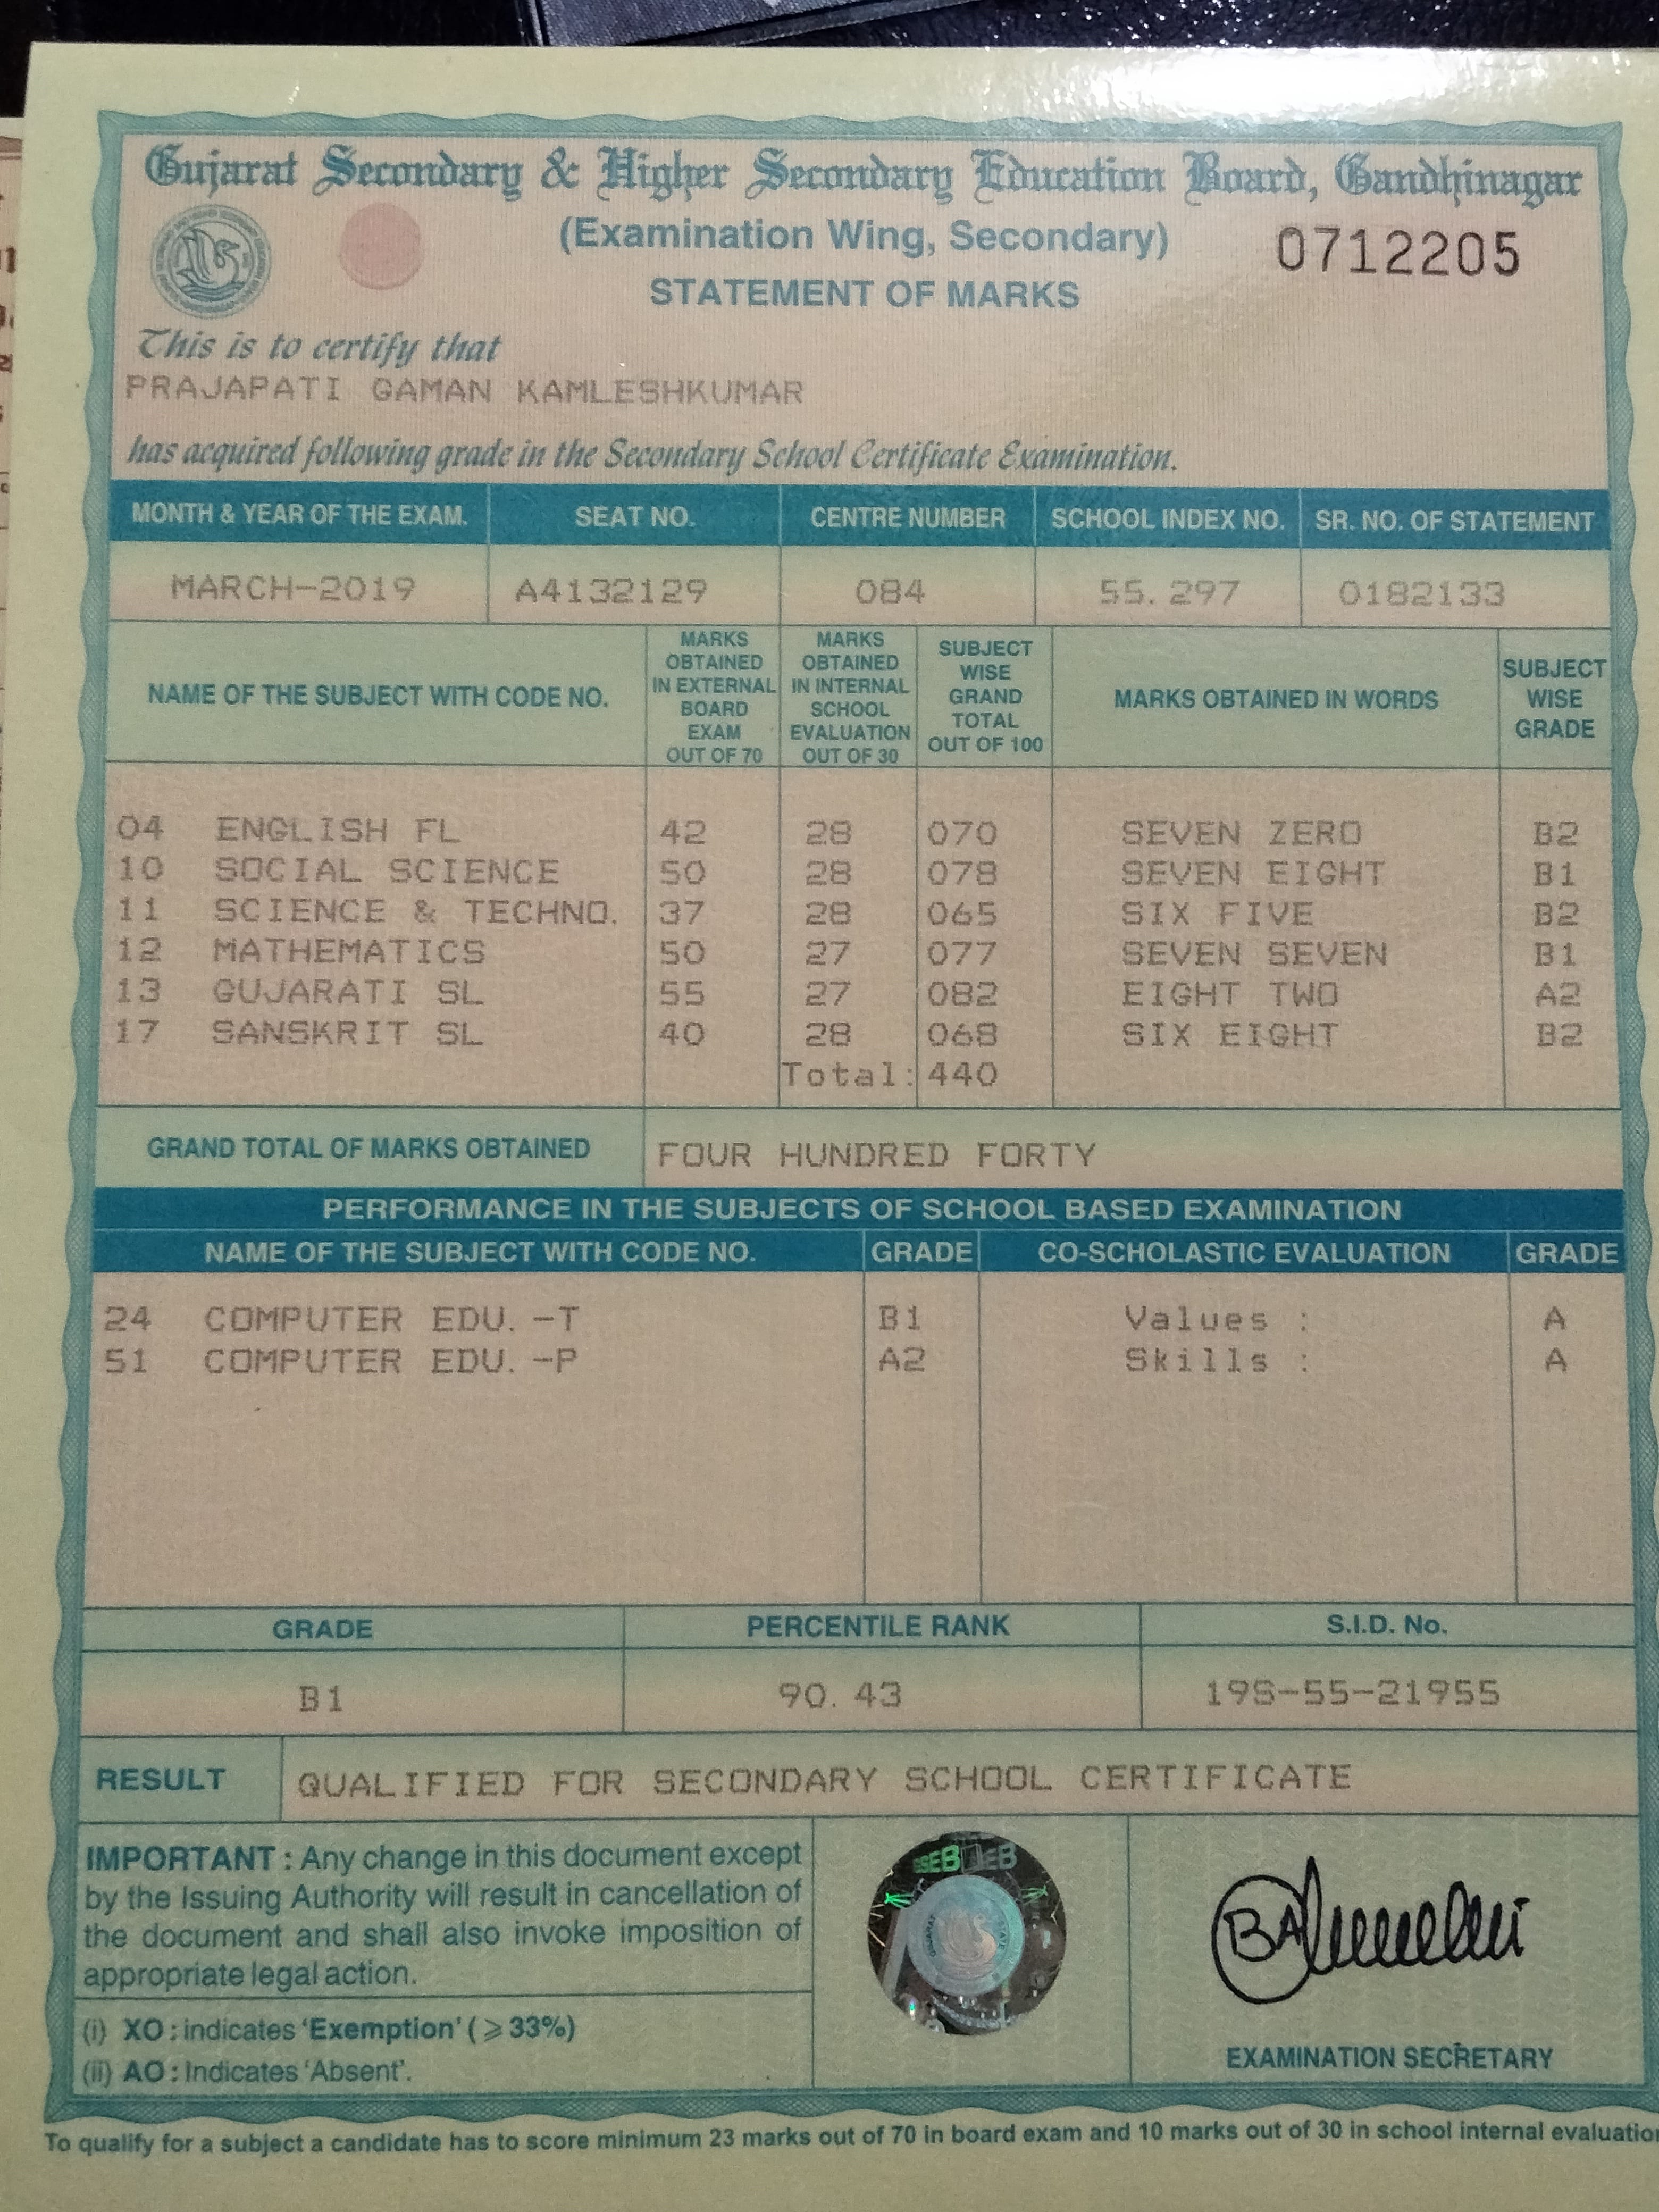 Gujarat Secondary & Higher Secondary Education Board, Gandhinagar
(Examination Wing, Secondary)
0712205
STATEMENT OF MARKS
This is to certify that
PRAJAPATI GAMAN KAMLESHKUMAR
has acquired following grade in the Secondary School Certificate Examination.
MONTH & YEAR OF THE EXAM. SEAT NO. CENTRE NUMBER SCHOOL INDEX NO. SR. NO. OF STATEMENT
MARCH-2019 A4132129 084 55.297 0182133
NAME OF THE SUBJECT WITH CODE NO.
MARKS
OBTAINED
IN EXTERNAL
BOARD
EXAM
OUT OF 70
MARKS
OBTAINED
IN INTERNAL
SCHOOL
EVALUATION
OUT OF 30
SUBJECT
WISE
GRAND
TOTAL
OUT OF 100
MARKS OBTAINED IN WORDS
SUBJECT
WISE
GRADE
04 ENGLISH FL 42 28 070 SEVEN ZERO B2
10 SOCIAL SCIENCE 50 28 078 SEVEN EIGHT B1
11 SCIENCE & TECHNO. 37 28 065 SIX FIVE B2
12 MATHEMATICS 50 27 077 SEVEN SEVEN B1
13 GUJARATI SL 55 27 082 EIGHT TWO A2
17 SANSKRIT SL 40 28 068 SIX EIGHT B2
Total: 440
GRAND TOTAL OF MARKS OBTAINED FOUR HUNDRED FORTY
PERFORMANCE IN THE SUBJECTS OF SCHOOL BASED EXAMINATION
NAME OF THE SUBJECT WITH CODE NO. GRADE CO-SCHOLASTIC EVALUATION GRADE
24 COMPUTER EDU.-T B1 Values : A
51 COMPUTER EDU.-P A2 Skills : A
GRADE PERCENTILE RANK S.I.D. No.
B1 90.43 19S-55-21955
RESULT QUALIFIED FOR SECONDARY SCHOOL CERTIFICATE
IMPORTANT : Any change in this document except
by the Issuing Authority will result in cancellation of
the document and shall also invoke imposition of
appropriate legal action.
(i) XO : indicates 'Exemption' (⩾33%)
(ii) AO : Indicates 'Absent'.
EXAMINATION SECRETARY
To qualify for a subject a candidate has to score minimum 23 marks out of 70 in board exam and 10 marks out of 30 in school internal